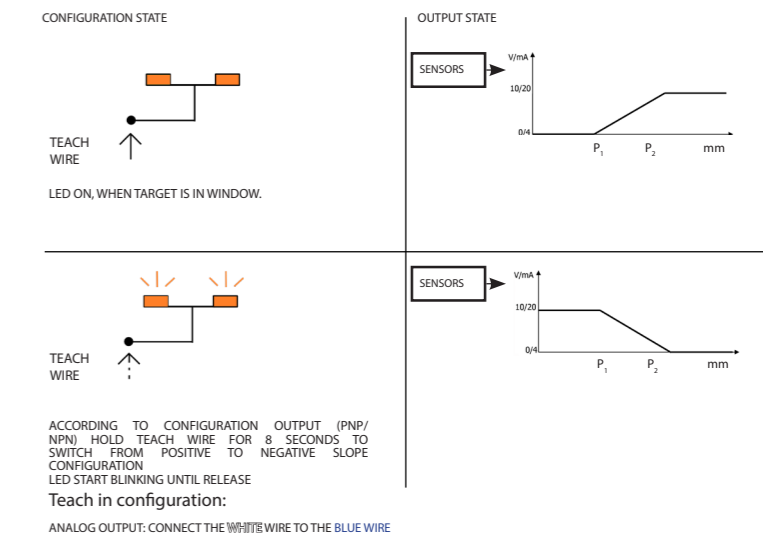 CONFIGURATION STATE
OUTPUT STATE
TEACH
WIRE
LED ON, WHEN TARGET IS IN WINDOW.
SENSORS
V/mA
10/20
0/4
P1
P2
mm
TEACH
WIRE
ACCORDING TO CONFIGURATION OUTPUT (PNP/
NPN) HOLD TEACH WIRE FOR 8 SECONDS TO
SWITCH FROM POSITIVE TO NEGATIVE SLOPE
CONFIGURATION
LED START BLINKING UNTIL RELEASE
SENSORS
V/mA
10/20
0/4
P1
P2
mm
Teach in configuration:
ANALOG OUTPUT: CONNECT THE WHITE WIRE TO THE BLUE WIRE